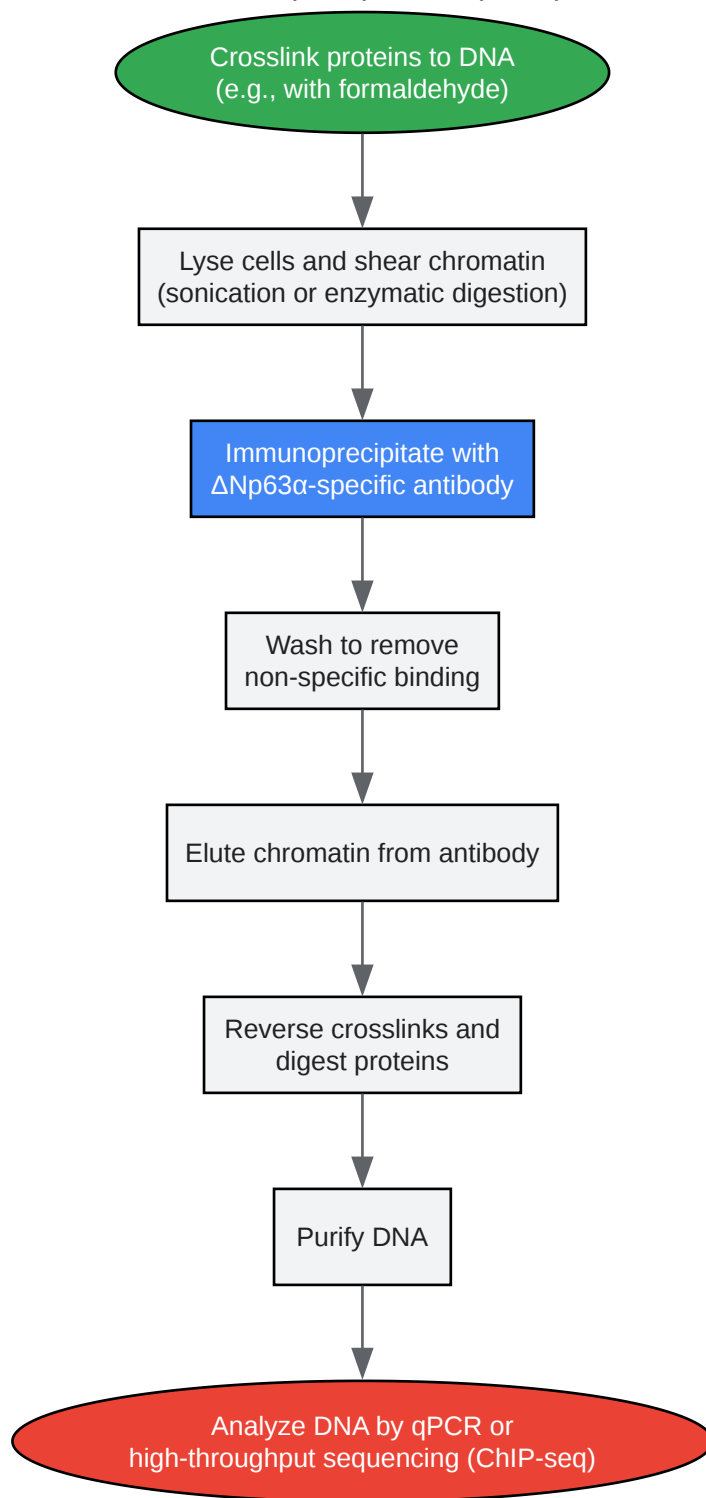 Crosslink proteins to DNA
(e.g., with formaldehyde)
Lyse cells and shear chromatin
(sonication or enzymatic digestion)
Immunoprecipitate with
ΔNp63α-specific antibody
Wash to remove
non-specific binding
Elute chromatin from antibody
Reverse crosslinks and
digest proteins
Purify DNA
Analyze DNA by qPCR or
high-throughput sequencing (ChIP-seq)